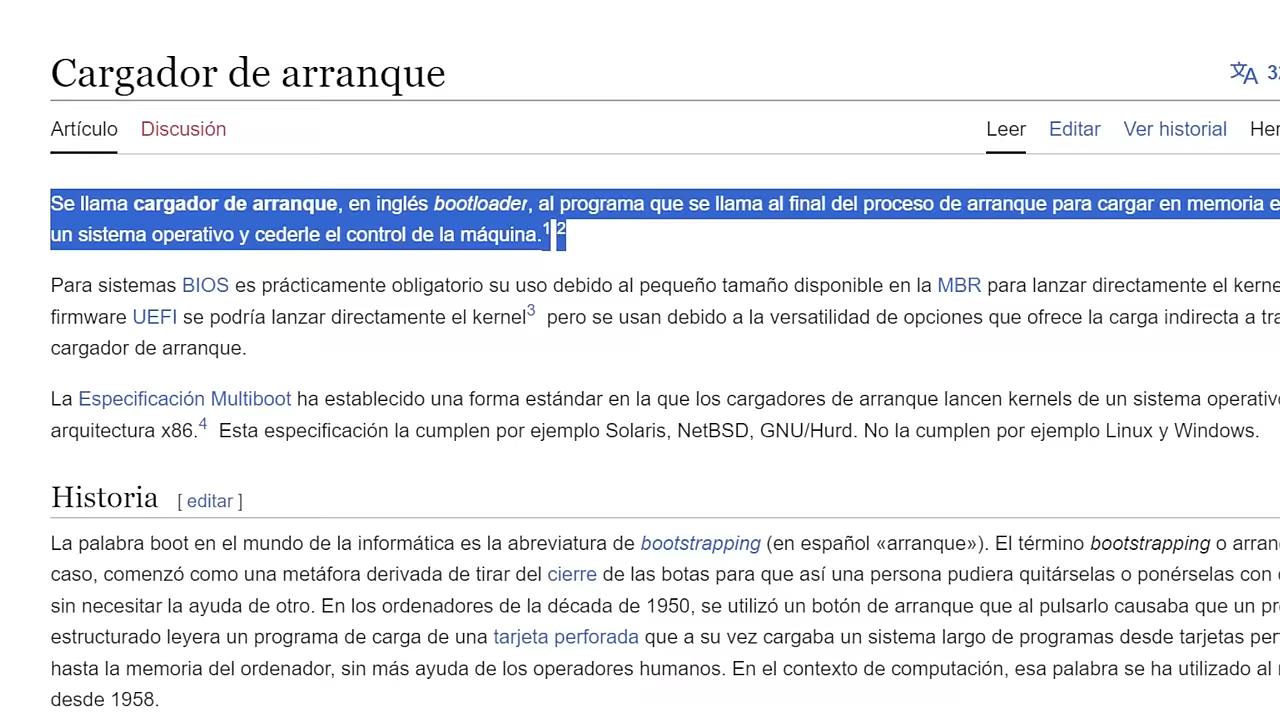 Cargador de arranque
Artículo Discusión Leer Editar Ver historial
Se llama cargador de arranque, en inglés bootloader, al programa que se llama al final del proceso de arranque para cargar en memoria
un sistema operativo y cederle el control de la máquina.1 2
Para sistemas BIOS es prácticamente obligatorio su uso debido al pequeño tamaño disponible en la MBR para lanzar directamente el
firmware UEFI se podría lanzar directamente el kernel3 pero se usan debido a la versatilidad de opciones que ofrece la carga indirecta a
cargador de arranque.
La Especificación Multiboot ha establecido una forma estándar en la que los cargadores de arranque lancen kernels de un sistema
arquitectura x86.4 Esta especificación la cumplen por ejemplo Solaris, NetBSD, GNU/Hurd. No la cumplen por ejemplo Linux y Windows.
Historia [ editar ]
La palabra boot en el mundo de la informática es la abreviatura de bootstrapping (en español «arranque»). El término bootstrapping o
caso, comenzó como una metáfora derivada de tirar del cierre de las botas para que así una persona pudiera quitárselas o ponérselas con
sin necesitar la ayuda de otro. En los ordenadores de la década de 1950, se utilizó un botón de arranque que al pulsarlo causaba que un
estructurado leyera un programa de carga de una tarjeta perforada que a su vez cargaba un sistema largo de programas desde tarjetas
hasta la memoria del ordenador, sin más ayuda de los operadores humanos. En el contexto de computación, esa palabra se ha utilizado al
desde 1958.